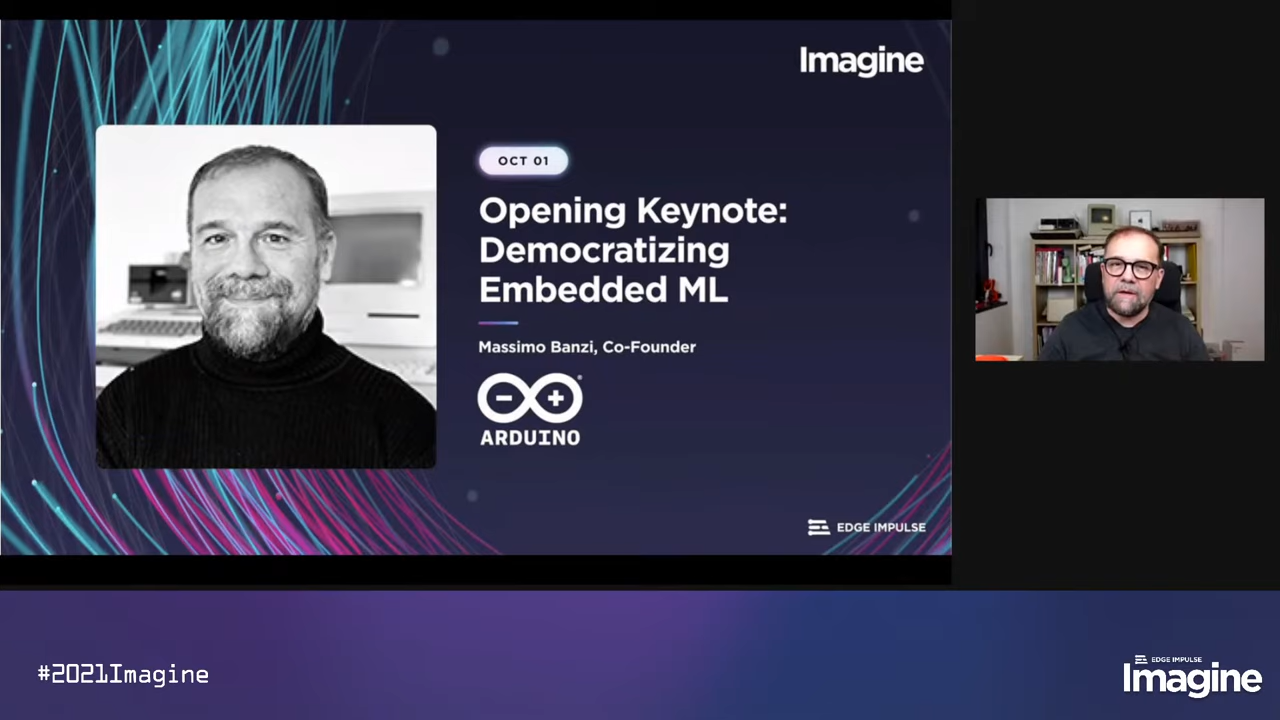 Imagine
OCT 01
Opening Keynote:
Democratizing
Embedded ML
Massimo Banzi, Co-Founder
ARDUINO
EDGE IMPULSE
#2021Imagine
EDGE IMPULSE
Imagine